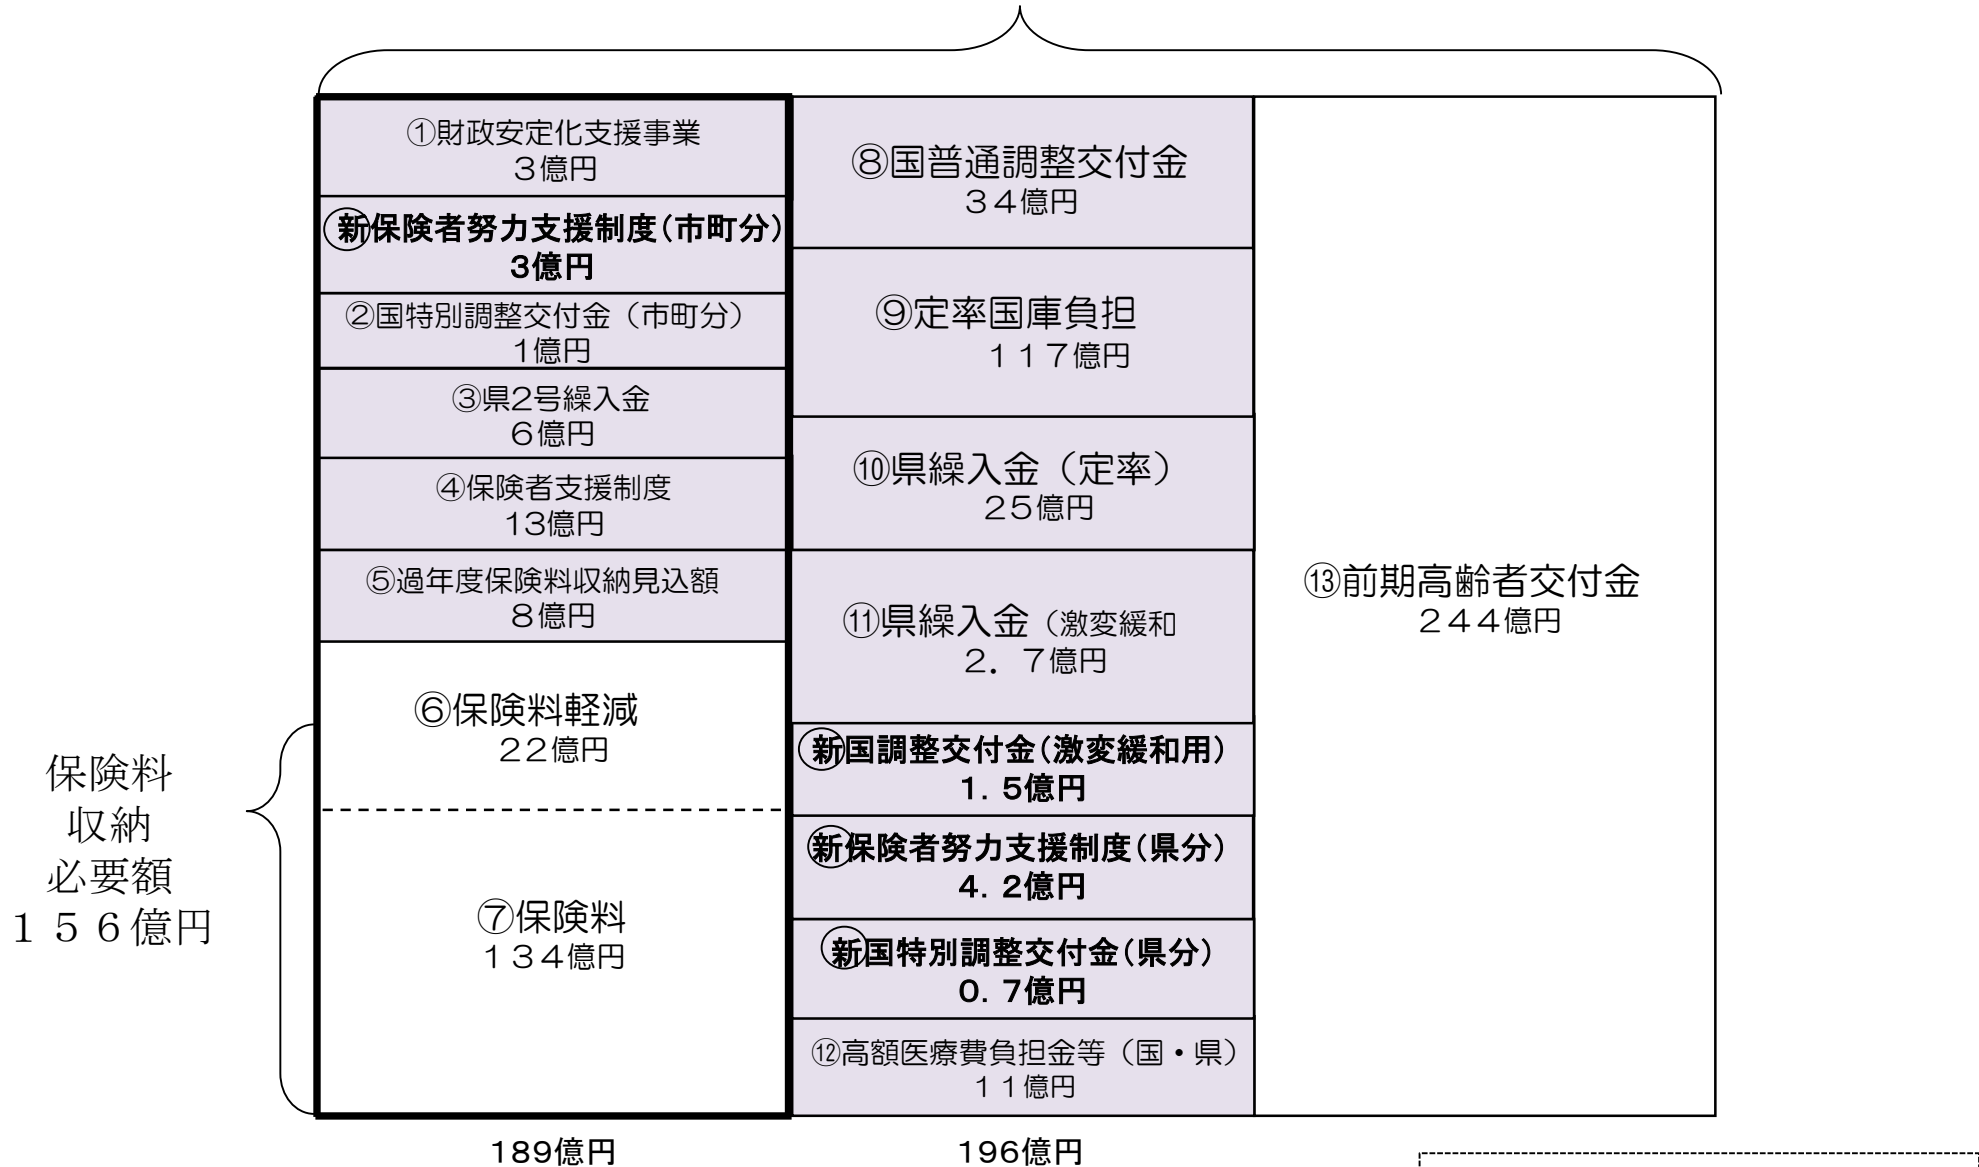 ①財政安定化支援事業
3億円
㊟新保険者努力支援制度（市町分）
3億円
②国特別調整交付金（市町分）
1億円
③県2号繰入金
6億円
④保険者支援制度
13億円
⑤過年度保険料収納見込額
8億円
⑥保険料軽減
22億円
⑦保険料
134億円
保険料
収納
必要額
１５６億円
189億円
⑧国普通調整交付金
34億円
⑨定率国庫負担
117億円
⑩県繰入金（定率）
25億円
⑪県繰入金（激変緩和
2．7億円
新国調整交付金（激変緩和用）
1．5億円
新保険者努力支援制度（県分）
4．2億円
新国特別調整交付金（県分）
0．7億円
⑫高額医療費負担金等（国・県）
11億円
196億円
⑬前期高齢者交付金
244億円